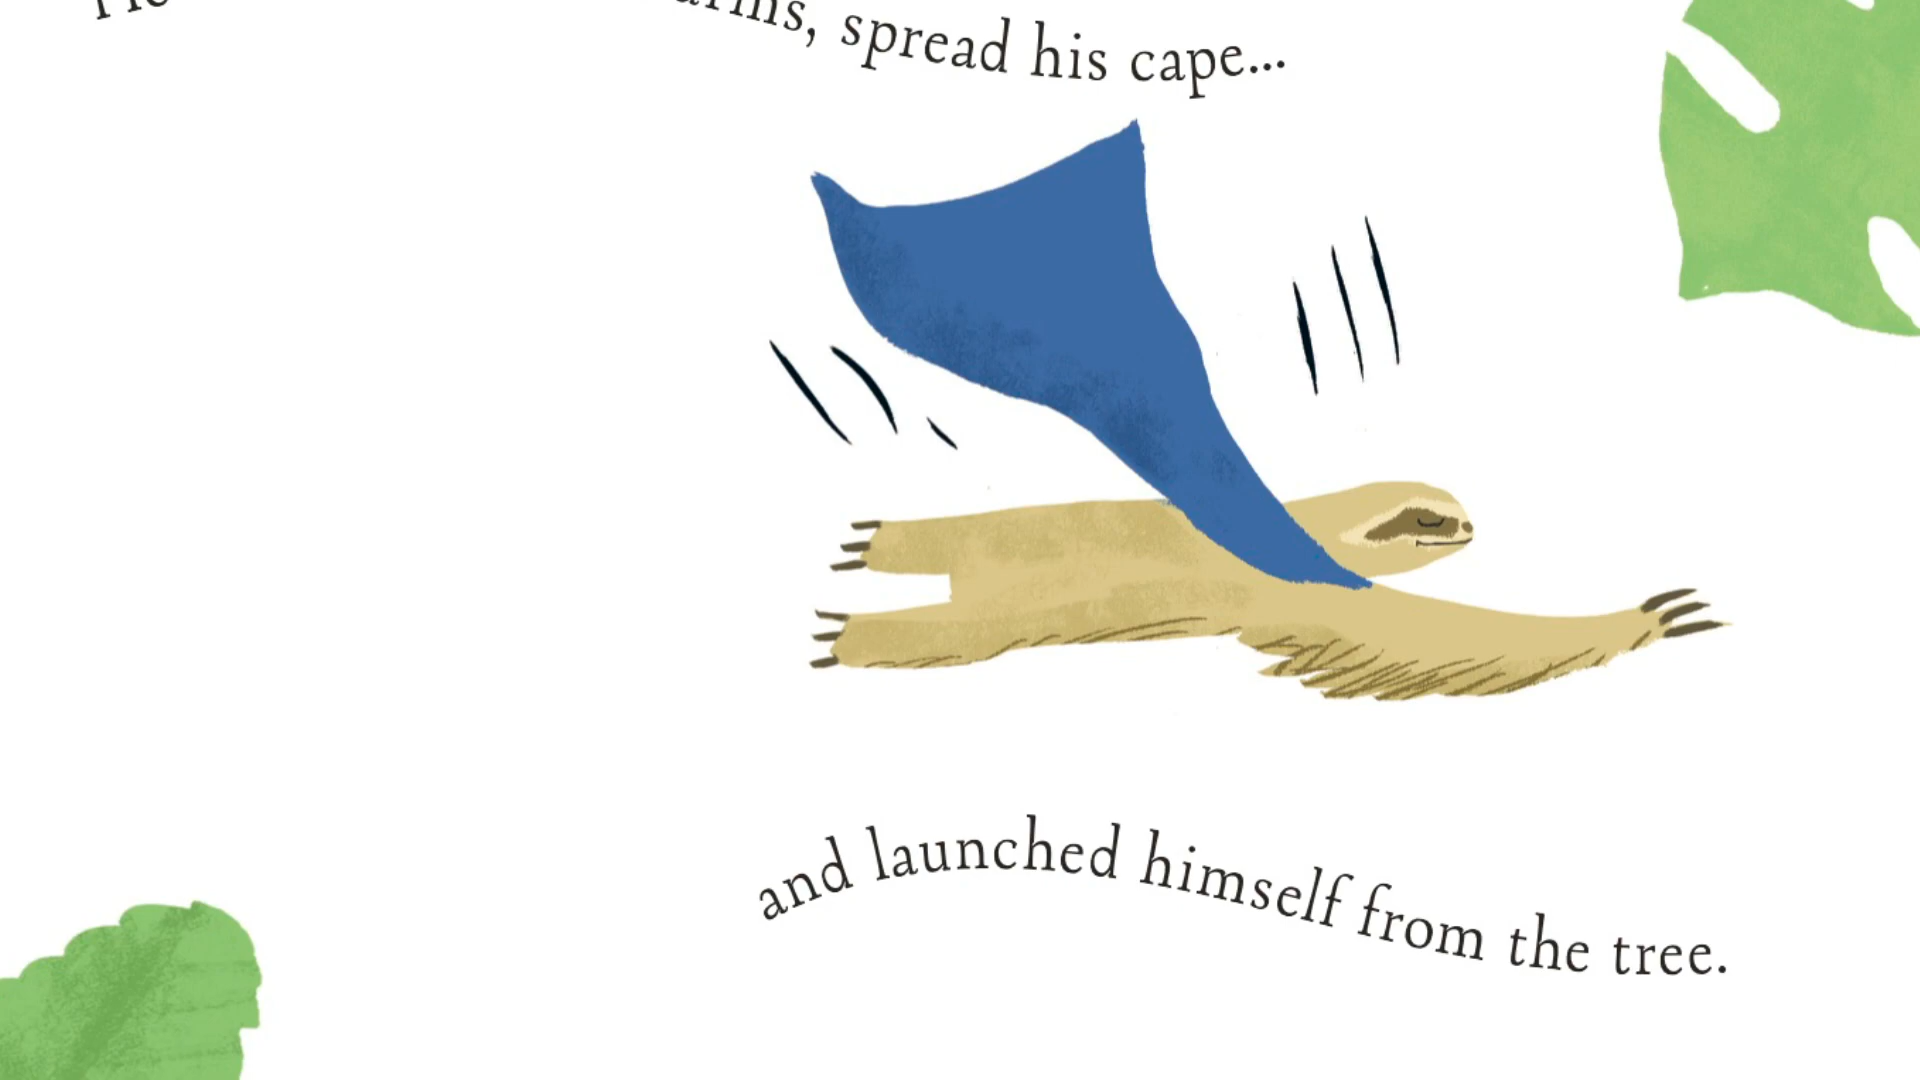 spread his cape...
and launched himself from the tree.